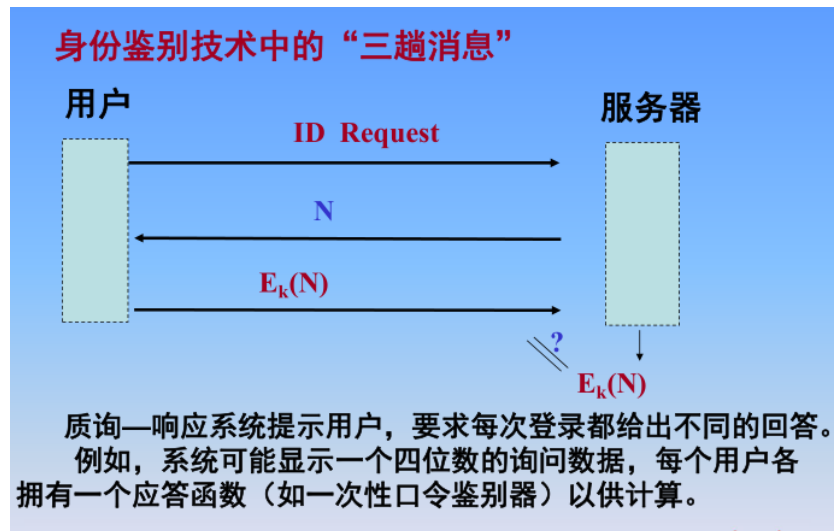 身份鉴别技术中的“三趟消息”
用户
服务器
ID Request
N
Ek(N)
?
Ek(N)
质询—响应系统提示用户，要求每次登录都给出不同的回答。
例如，系统可能显示一个四位数的询问数据，每个用户各
拥有一个应答函数（如一次性口令鉴别器）以供计算。